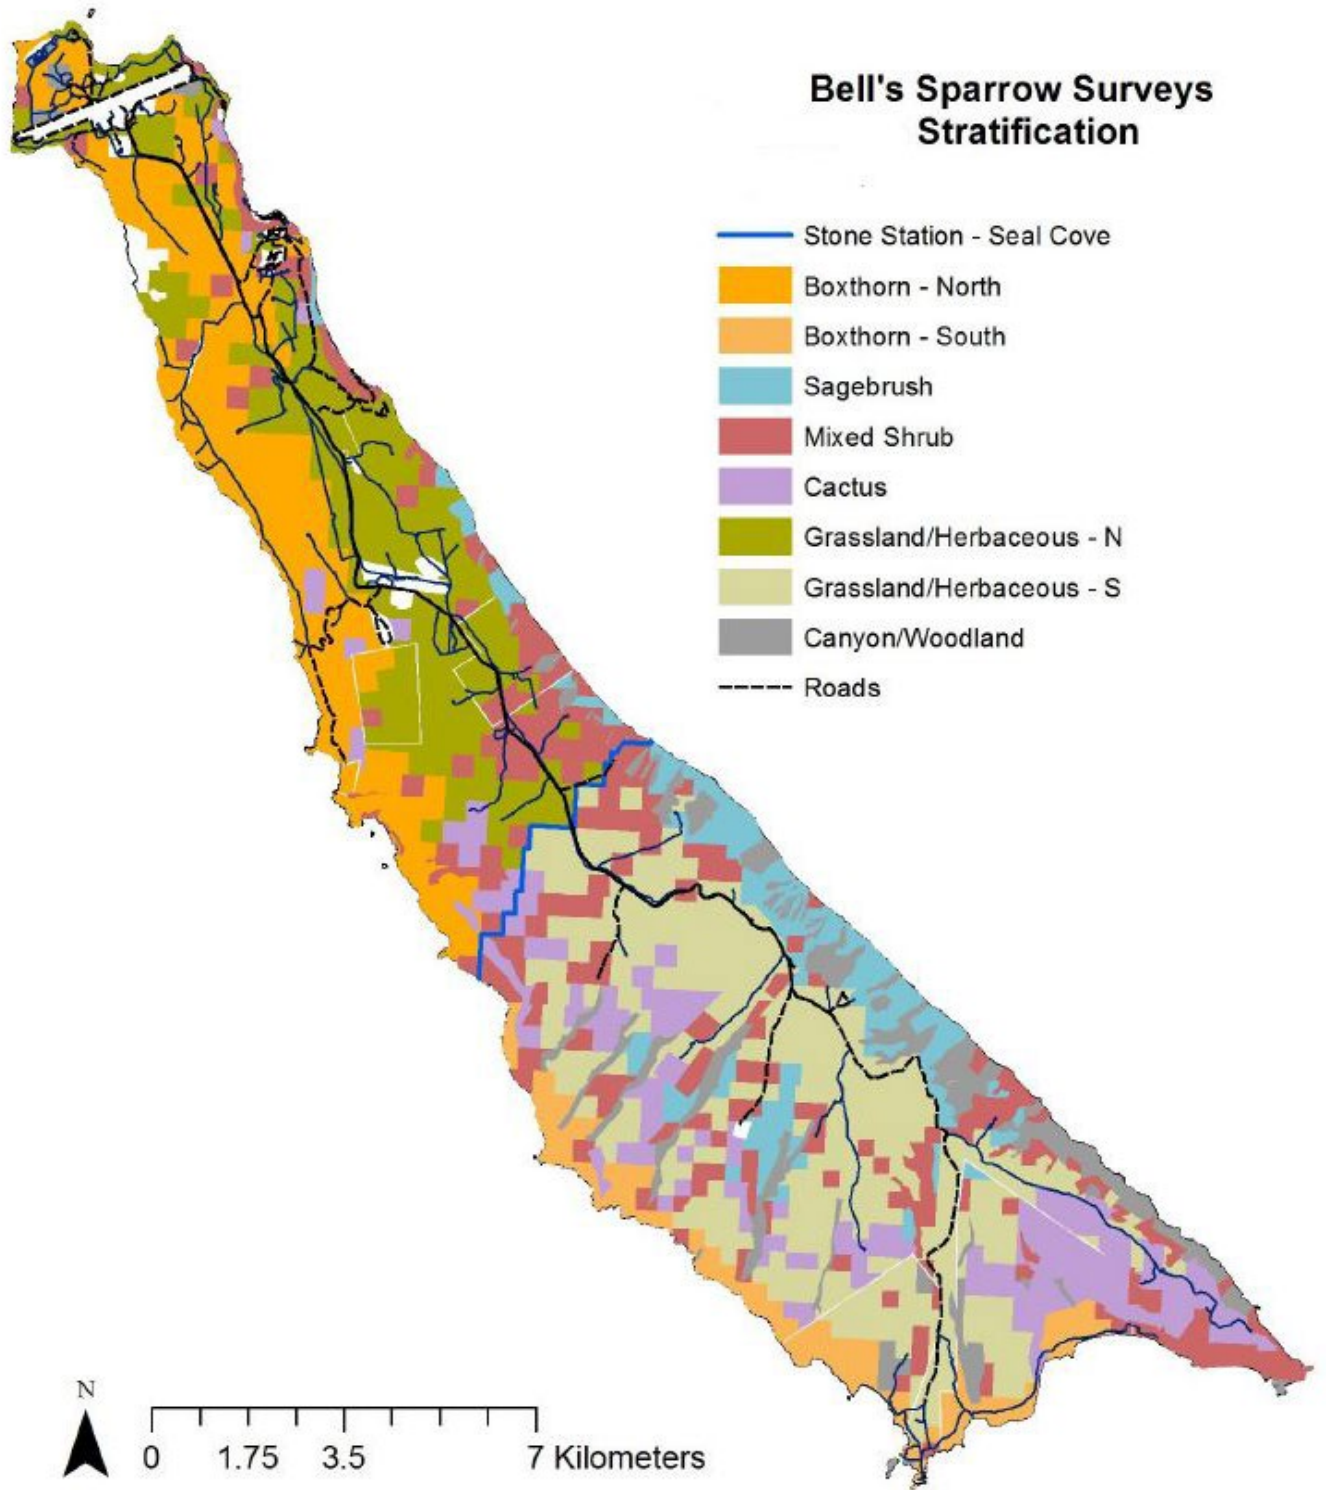 Bell's Sparrow Surveys
Stratification
Stone Station - Seal Cove
Boxthorn - North
Boxthorn - South
Sagebrush
Mixed Shrub
Cactus
Grassland/Herbaceous - N
Grassland/Herbaceous - S
Canyon/Woodland
Roads
N
0 1.75 3.5 7 Kilometers